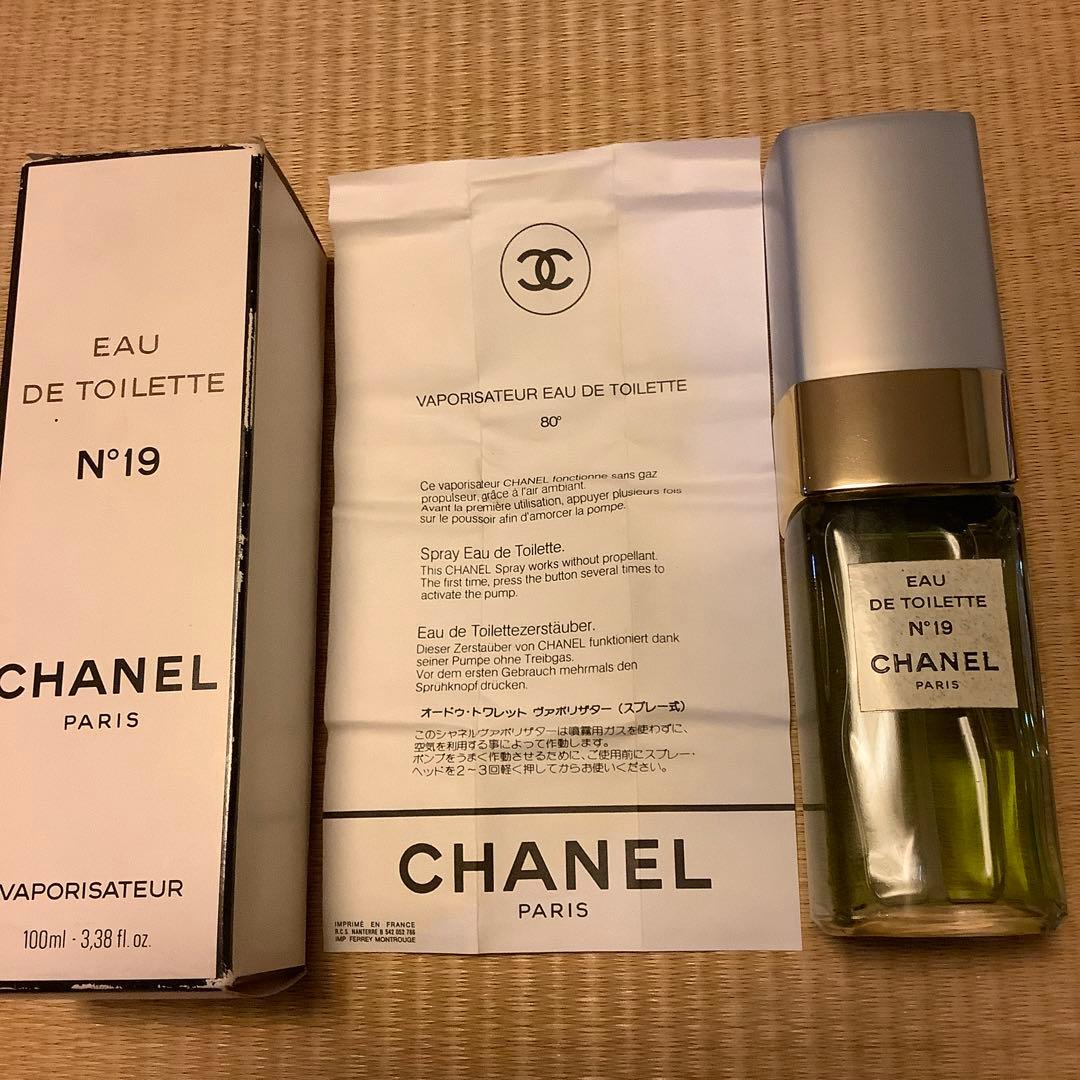 EAU
DE TOILETTE
N°19
CHANEL
PARIS
VAPORISATEUR
100ml - 3,38 fl. oz.
VAPORISATEUR EAU DE TOILETTE
80°
Ce vaporisateur CHANEL fonctionne sans gaz
propulseur, grâce à l'air ambiant.
Avant la première utilisation, appuyer plusieurs fois
sur le poussoir afin d'amorcer la pompe.
Spray Eau de Toilette.
This CHANEL Spray works without propellant.
The first time, press the button several times to
activate the pump.
Eau de Toilettezerstäuber.
Dieser Zerstäuber von CHANEL funktioniert dank
seiner Pumpe ohne Treibgas.
Vor dem ersten Gebrauch mehrmals den
Sprühknopf drücken.
オードゥ・トワレット ヴァポリザター（スプレー式）
このシャネルヴァポリザターは噴霧用ガスを使わずに、
空気を利用する事によって作動します。
ポンプをうまく作動させるために、ご使用前にスプレー・
ヘッドを2～3回軽く押してからお使いください。
CHANEL
PARIS
IMPRIMÉ EN FRANCE
R.C.S. NANTERRE B 542 052 766
IMP. FERREY MONTROUGE
EAU
DE TOILETTE
N°19
CHANEL
PARIS